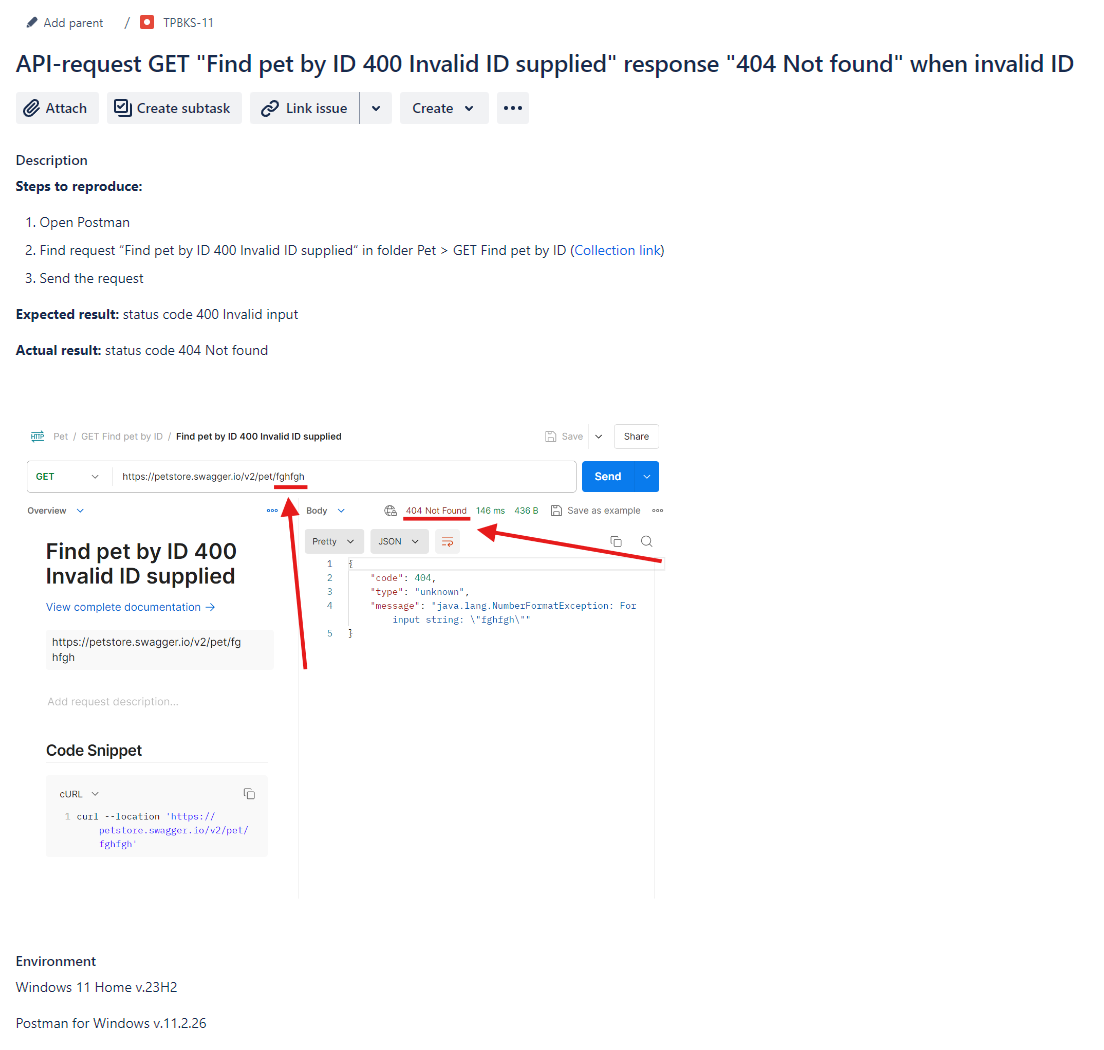 Add parent / TPBKS-11
API-request GET "Find pet by ID 400 Invalid ID supplied" response "404 Not found" when invalid ID
Attach Create subtask Link issue Create
Description
Steps to reproduce:
1. Open Postman
2. Find request “Find pet by ID 400 Invalid ID supplied” in folder Pet > GET Find pet by ID (Collection link)
3. Send the request
Expected result: status code 400 Invalid input
Actual result: status code 404 Not found
HTTP Pet / GET Find pet by ID / Find pet by ID 400 Invalid ID supplied Save Share
GET https://petstore.swagger.io/v2/pet/fghfgh Send
Overview Body 404 Not Found 146 ms 436 B Save as example
Pretty JSON
Find pet by ID 400
Invalid ID supplied
View complete documentation →
https://petstore.swagger.io/v2/pet/fg
hfgh
Add request description...
Code Snippet
cURL
1 curl --location 'https://
petstore.swagger.io/v2/pet/
fghfgh'
1 {
2 "code": 404,
3 "type": "unknown",
4 "message": "java.lang.NumberFormatException: For
input string: \"fghfgh\""
5 }
Environment
Windows 11 Home v.23H2
Postman for Windows v.11.2.26